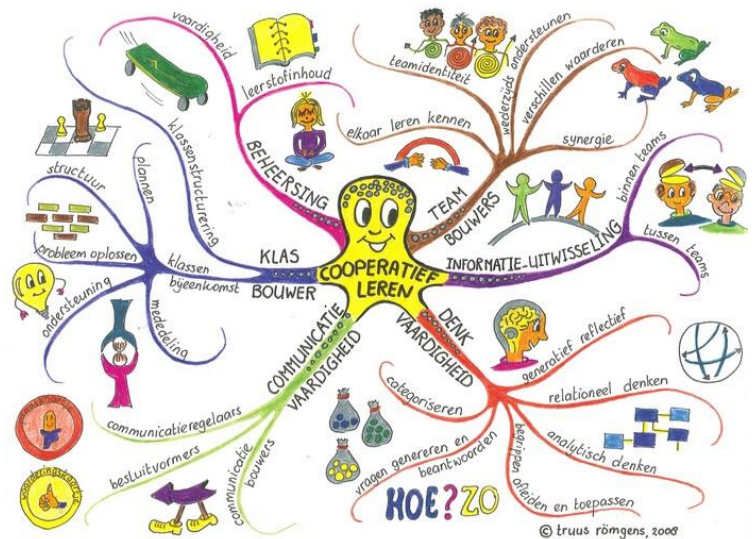 COOPERATIEF
LEREN
TEAM
BOUWERS
elkaar leren kennen
teamidentiteit
wederzijds ondersteunen
verschillen waarderen
synergie
INFORMATIE-UITWISSELING
binnen teams
tussen teams
DENK
VAARDIGHEID
generatief reflectief
relationeel denken
analytisch denken
begrippen
afleiden en toepassen
vragen genereren en
beantwoorden
categoriseren
HOE?ZO
COMMUNICATIE
VAARDIGHEID
communicatieregelaars
besluitvormers
communicatie
bouwers
waarderingskaartje
KLAS
BOUWER
klassenstructurering
klassen
bijeenkomst
plannen
structuur
probleem oplossen
ondersteuning
mededeling
BEHEERSING
vaardigheid
leerstofinhoud
© truus römgens, 2008